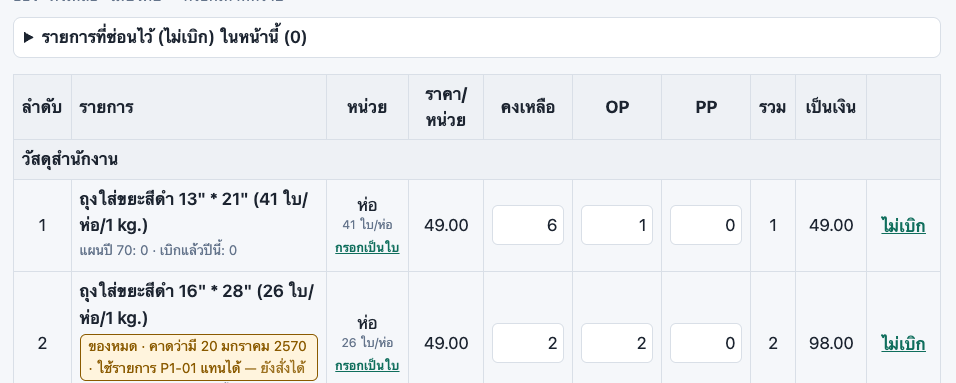 ▶ รายการที่ซ่อนไว้ (ไม่เบิก) ในหน้านี้ (0)
ลำดับ รายการ หน่วย ราคา/หน่วย คงเหลือ OP PP รวม เป็นเงิน
วัสดุสำนักงาน
1 ถุงใส่ขยะสีดำ 13" * 21" (41 ใบ/
ห่อ/1 kg.)
แผนปี 70: 0 · เบิกแล้วปีนี้: 0
ห่อ
41 ใบ/ห่อ
กรอกเป็นใบ
49.00 6 1 0 1 49.00 ไม่เบิก
2 ถุงใส่ขยะสีดำ 16" * 28" (26 ใบ/
ห่อ/1 kg.)
ของหมด · คาดว่ามี 20 มกราคม 2570
· ใช้รายการ P1-01 แทนได้ — ยังสั่งได้
ห่อ
26 ใบ/ห่อ
กรอกเป็นใบ
49.00 2 2 0 2 98.00 ไม่เบิก